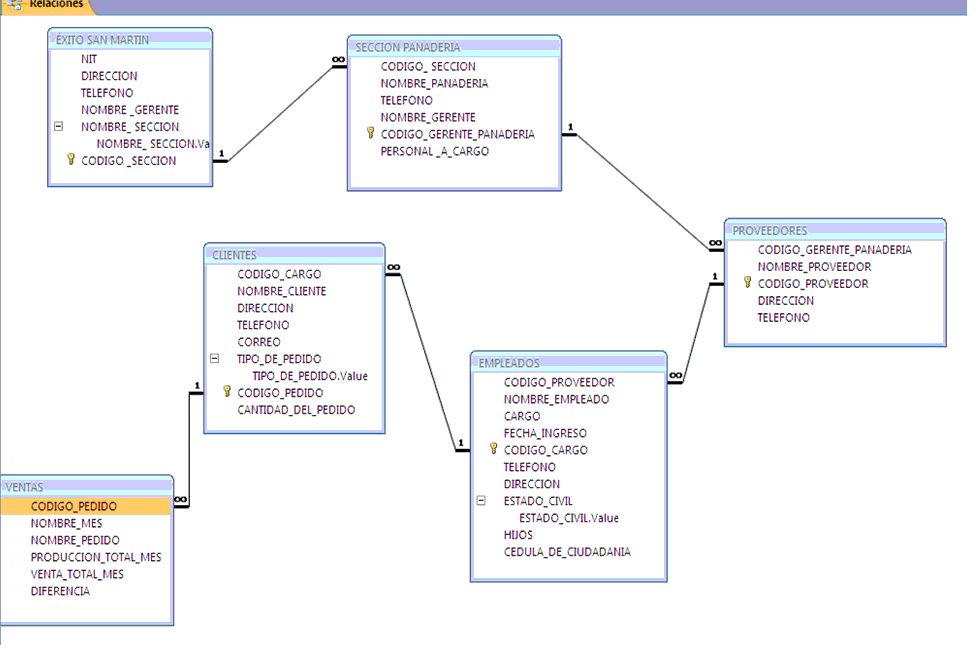 Relaciones
ÉXITO SAN MARTIN
NIT
DIRECCION
TELEFONO
NOMBRE _GERENTE
NOMBRE_ SECCION
NOMBRE_ SECCION.Va
CODIGO _SECCION
1
∞
SECCION PANADERIA
CODIGO_ SECCION
NOMBRE_PANADERIA
TELEFONO
NOMBRE_GERENTE
CODIGO_GERENTE_PANADERIA
PERSONAL _A_CARGO
1
∞
PROVEEDORES
CODIGO_GERENTE_PANADERIA
NOMBRE_PROVEEDOR
CODIGO_PROVEEDOR
DIRECCION
TELEFONO
1
∞
CLIENTES
CODIGO_CARGO
NOMBRE_CLIENTE
DIRECCION
TELEFONO
CORREO
TIPO_DE_PEDIDO
TIPO_DE_PEDIDO.Value
CODIGO_PEDIDO
CANTIDAD_DEL_PEDIDO
∞
1
EMPLEADOS
CODIGO_PROVEEDOR
NOMBRE_EMPLEADO
CARGO
FECHA_INGRESO
CODIGO_CARGO
TELEFONO
DIRECCION
ESTADO_CIVIL
ESTADO_CIVIL.Value
HIJOS
CEDULA_DE_CIUDADANIA
1
∞
VENTAS
CODIGO_PEDIDO
NOMBRE_MES
NOMBRE_PEDIDO
PRODUCCION_TOTAL_MES
VENTA_TOTAL_MES
DIFERENCIA